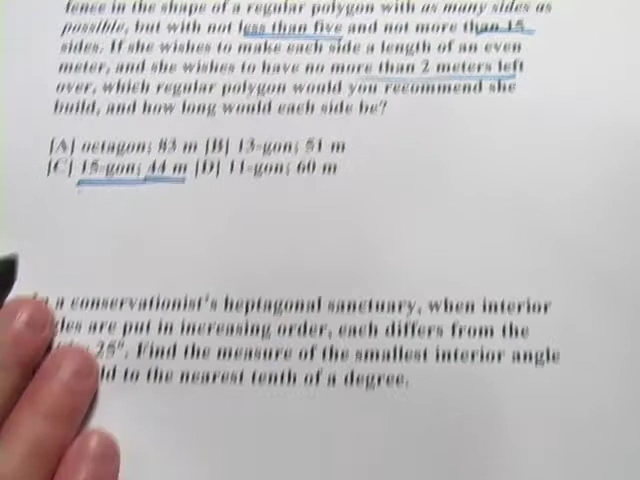 fence in the shape of a regular polygon with as many sides as
possible, but with not less than five and not more than 15
sides. If she wishes to make each side a length of an even
meter, and she wishes to have no more than 2 meters left
over, which regular polygon would you recommend she
build, and how long would each side be?
[A] octagon; 83 m [B] 13-gon; 51 m
[C] 15-gon; 44 m [D] 11-gon; 60 m
a conservationist's heptagonal sanctuary, when interior
are put in increasing order, each differs from the
25°. Find the measure of the smallest interior angle
to the nearest tenth of a degree.